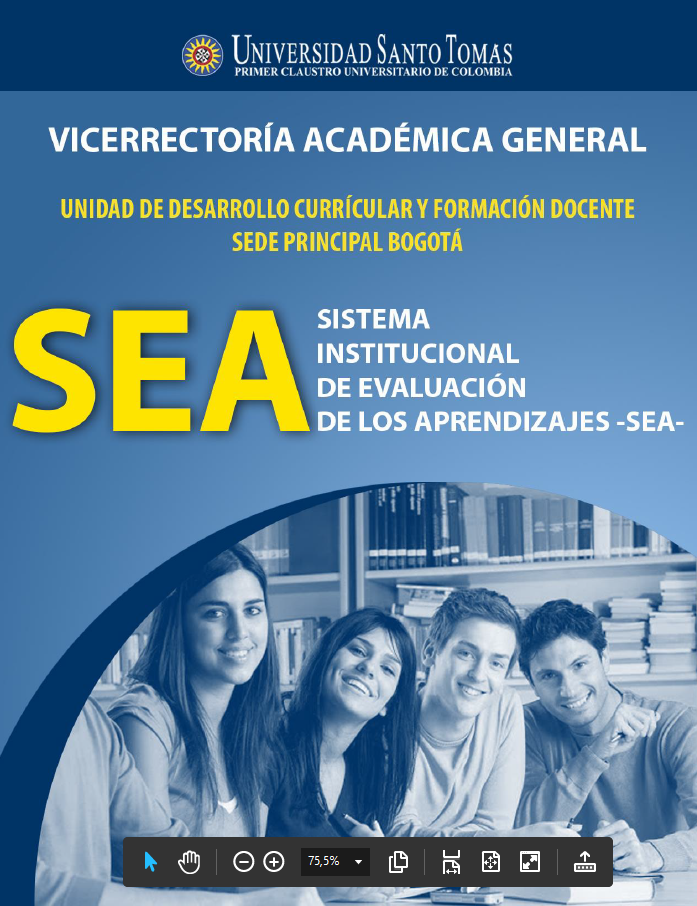 UNIVERSIDAD SANTO TOMAS
PRIMER CLAUSTRO UNIVERSITARIO DE COLOMBIA
VICERRECTORÍA ACADÉMICA GENERAL
UNIDAD DE DESARROLLO CURRÍCULAR Y FORMACIÓN DOCENTE
SEDE PRINCIPAL BOGOTÁ
SEA
SISTEMA
INSTITUCIONAL
DE EVALUACIÓN
DE LOS APRENDIZAJES -SEA-
75,5%